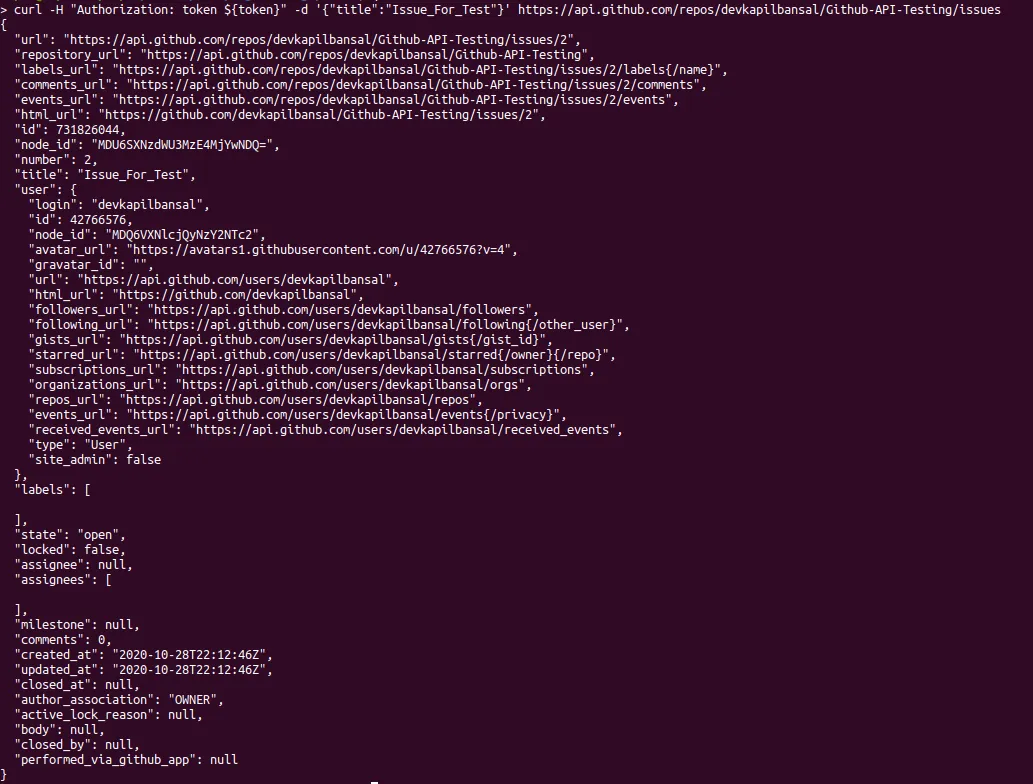 > curl -H "Authorization: token ${token}" -d '{"title":"Issue_For_Test"}' https://api.github.com/repos/devkapilbansal/Github-API-Testing/issues
{
  "url": "https://api.github.com/repos/devkapilbansal/Github-API-Testing/issues/2",
  "repository_url": "https://api.github.com/repos/devkapilbansal/Github-API-Testing",
  "labels_url": "https://api.github.com/repos/devkapilbansal/Github-API-Testing/issues/2/labels{/name}",
  "comments_url": "https://api.github.com/repos/devkapilbansal/Github-API-Testing/issues/2/comments",
  "events_url": "https://api.github.com/repos/devkapilbansal/Github-API-Testing/issues/2/events",
  "html_url": "https://github.com/devkapilbansal/Github-API-Testing/issues/2",
  "id": 731826044,
  "node_id": "MDU6SXNzdWU3MzE4MjYwNDQ=",
  "number": 2,
  "title": "Issue_For_Test",
  "user": {
    "login": "devkapilbansal",
    "id": 42766576,
    "node_id": "MDQ6VXNlcjQyNzY2NTc2",
    "avatar_url": "https://avatars1.githubusercontent.com/u/42766576?v=4",
    "gravatar_id": "",
    "url": "https://api.github.com/users/devkapilbansal",
    "html_url": "https://github.com/devkapilbansal",
    "followers_url": "https://api.github.com/users/devkapilbansal/followers",
    "following_url": "https://api.github.com/users/devkapilbansal/following{/other_user}",
    "gists_url": "https://api.github.com/users/devkapilbansal/gists{/gist_id}",
    "starred_url": "https://api.github.com/users/devkapilbansal/starred{/owner}{/repo}",
    "subscriptions_url": "https://api.github.com/users/devkapilbansal/subscriptions",
    "organizations_url": "https://api.github.com/users/devkapilbansal/orgs",
    "repos_url": "https://api.github.com/users/devkapilbansal/repos",
    "events_url": "https://api.github.com/users/devkapilbansal/events{/privacy}",
    "received_events_url": "https://api.github.com/users/devkapilbansal/received_events",
    "type": "User",
    "site_admin": false
  },
  "labels": [

  ],
  "state": "open",
  "locked": false,
  "assignee": null,
  "assignees": [

  ],
  "milestone": null,
  "comments": 0,
  "created_at": "2020-10-28T22:12:46Z",
  "updated_at": "2020-10-28T22:12:46Z",
  "closed_at": null,
  "author_association": "OWNER",
  "active_lock_reason": null,
  "body": null,
  "closed_by": null,
  "performed_via_github_app": null
}